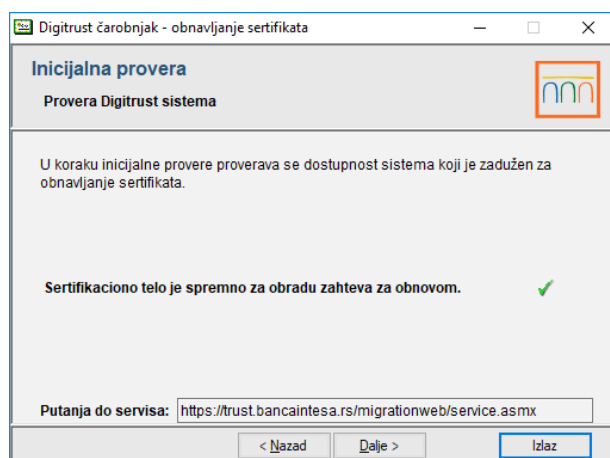 Digitrust čarobnjak - obnavljanje sertifikata
Inicijalna provera
Provera Digitrust sistema
U koraku inicijalne provere proverava se dostupnost sistema koji je zadužen za
obnavljanje sertifikata.
Sertifikaciono telo je spremno za obradu zahteva za obnovom.
Putanja do servisa: https://trust.bancaintesa.rs/migrationweb/service.asmx
< Nazad Dalje > Izlaz